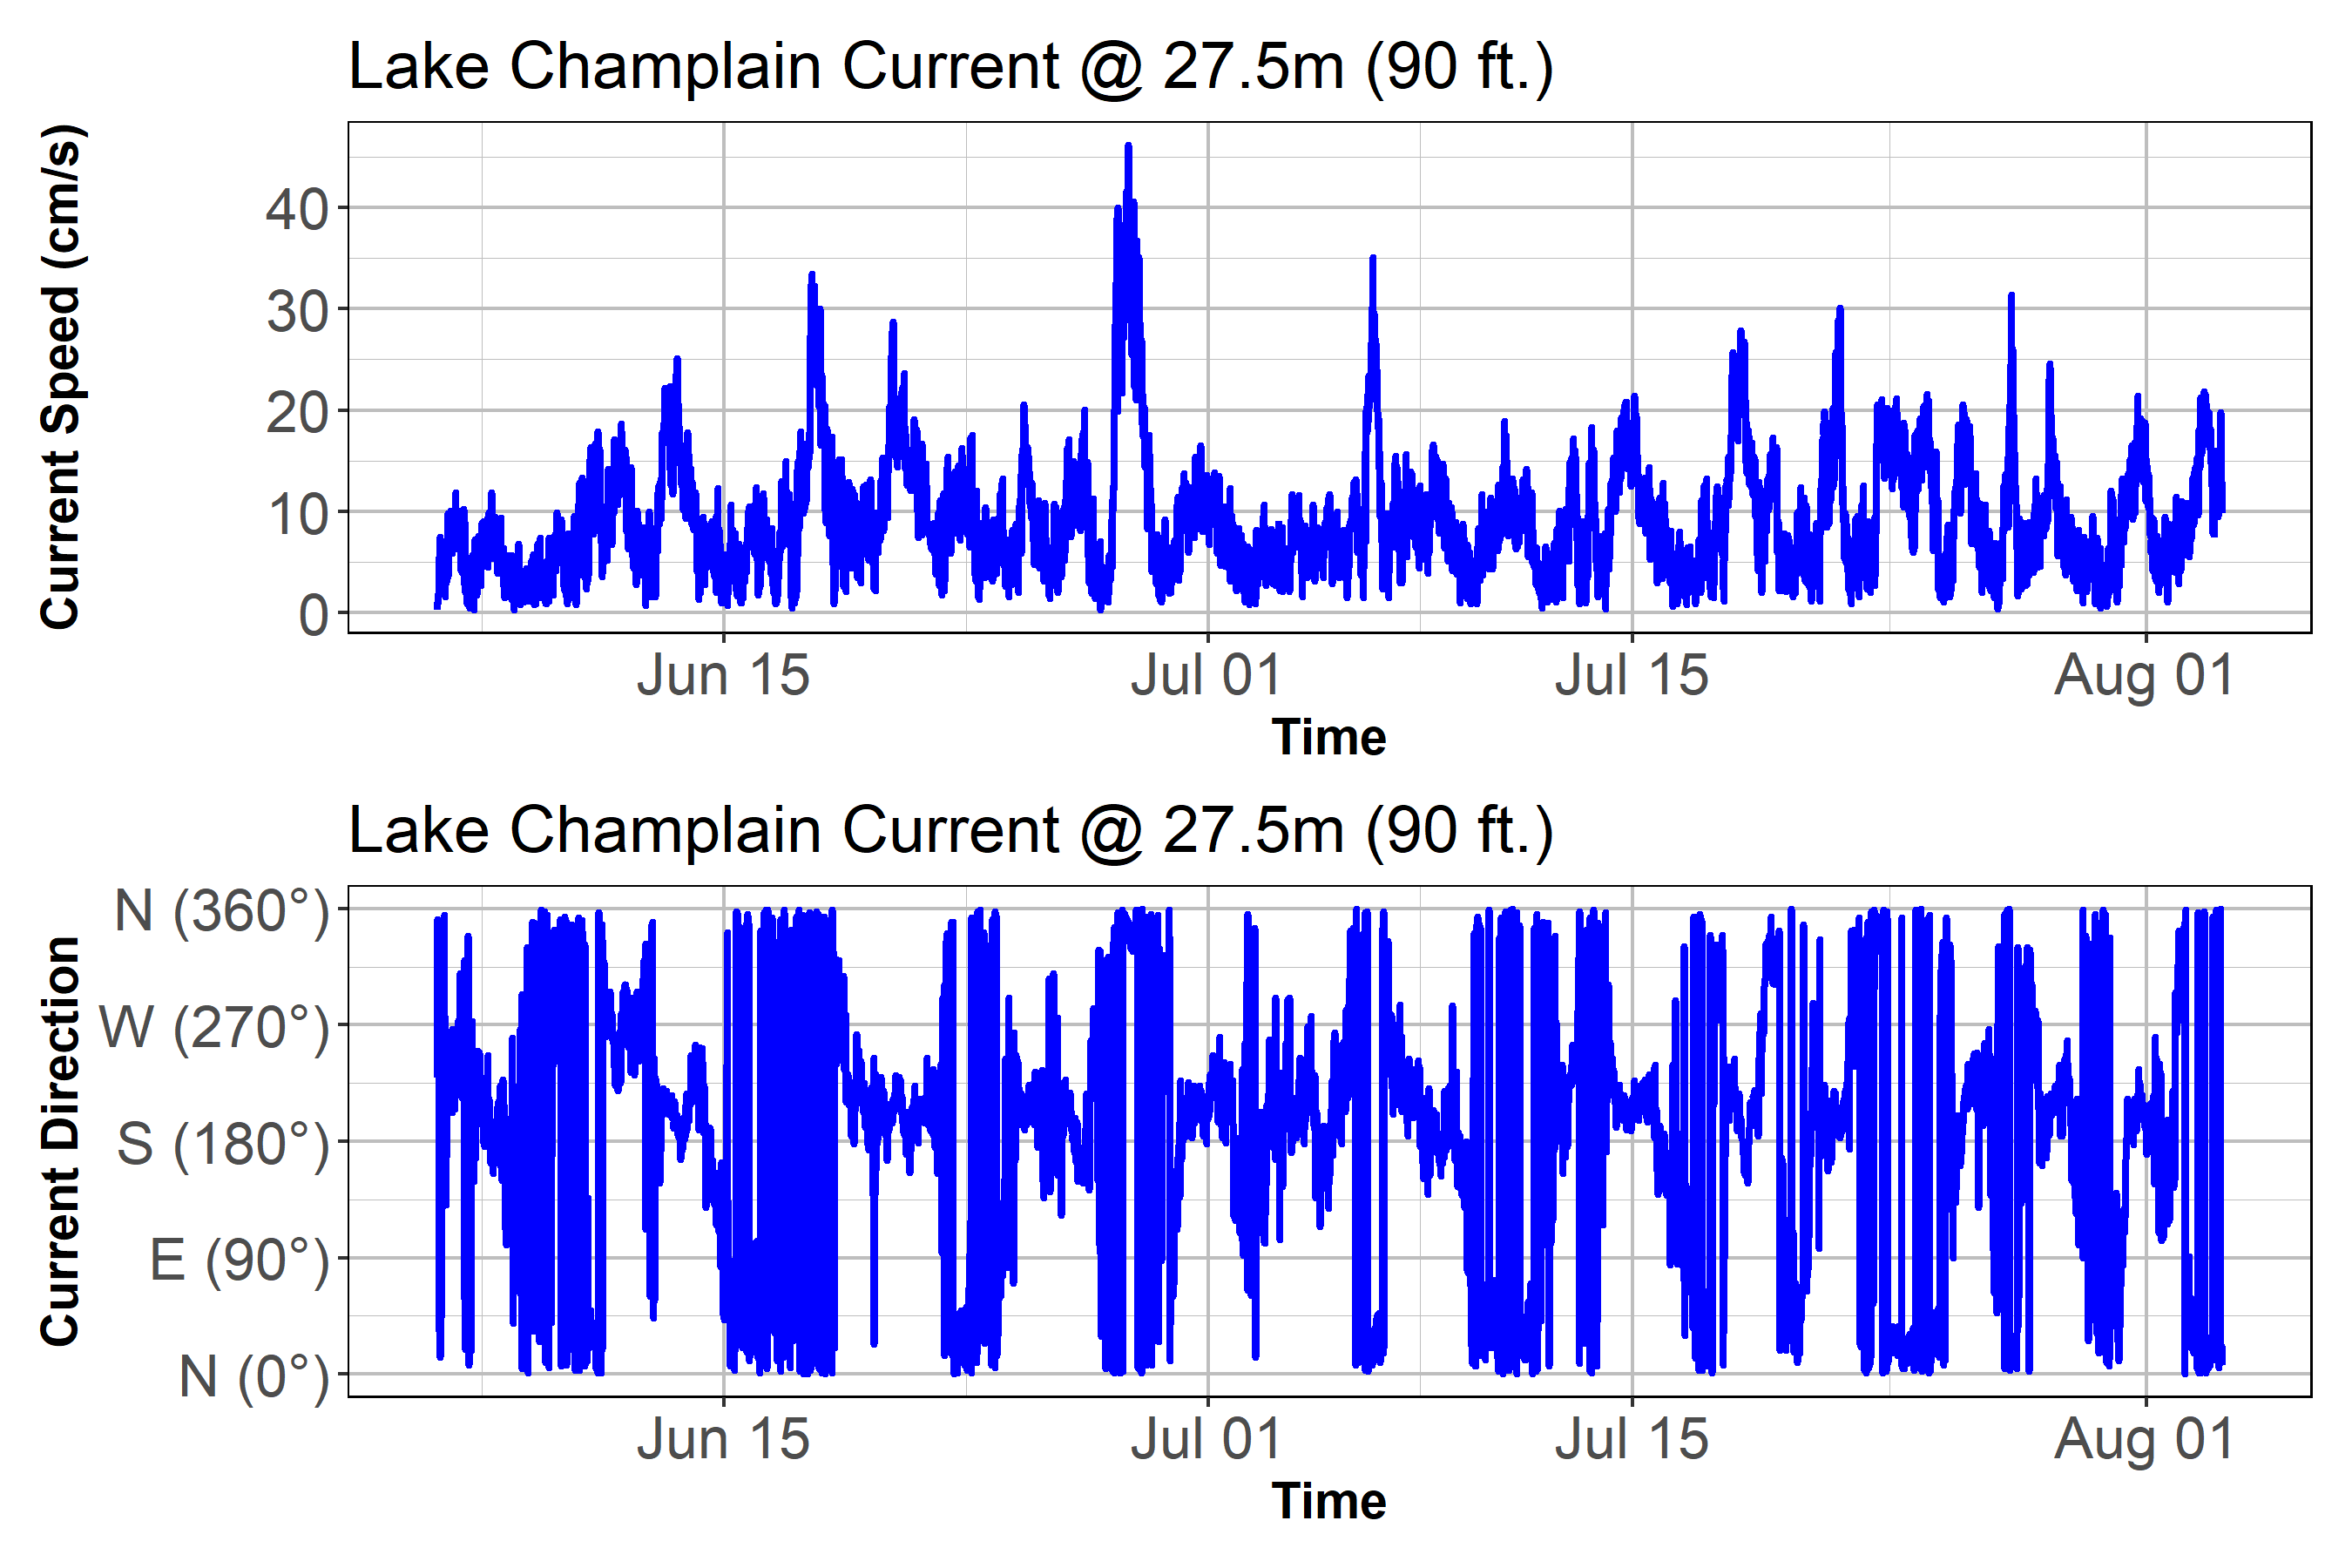 Lake Champlain Current @ 27.5m (90 ft.)
Current Speed (cm/s)
40
30
20
10
0
Jun 15 Jul 01 Jul 15 Aug 01
Time
Lake Champlain Current @ 27.5m (90 ft.)
Current Direction
N (360°)
W (270°)
S (180°)
E (90°)
N (0°)
Jun 15 Jul 01 Jul 15 Aug 01
Time